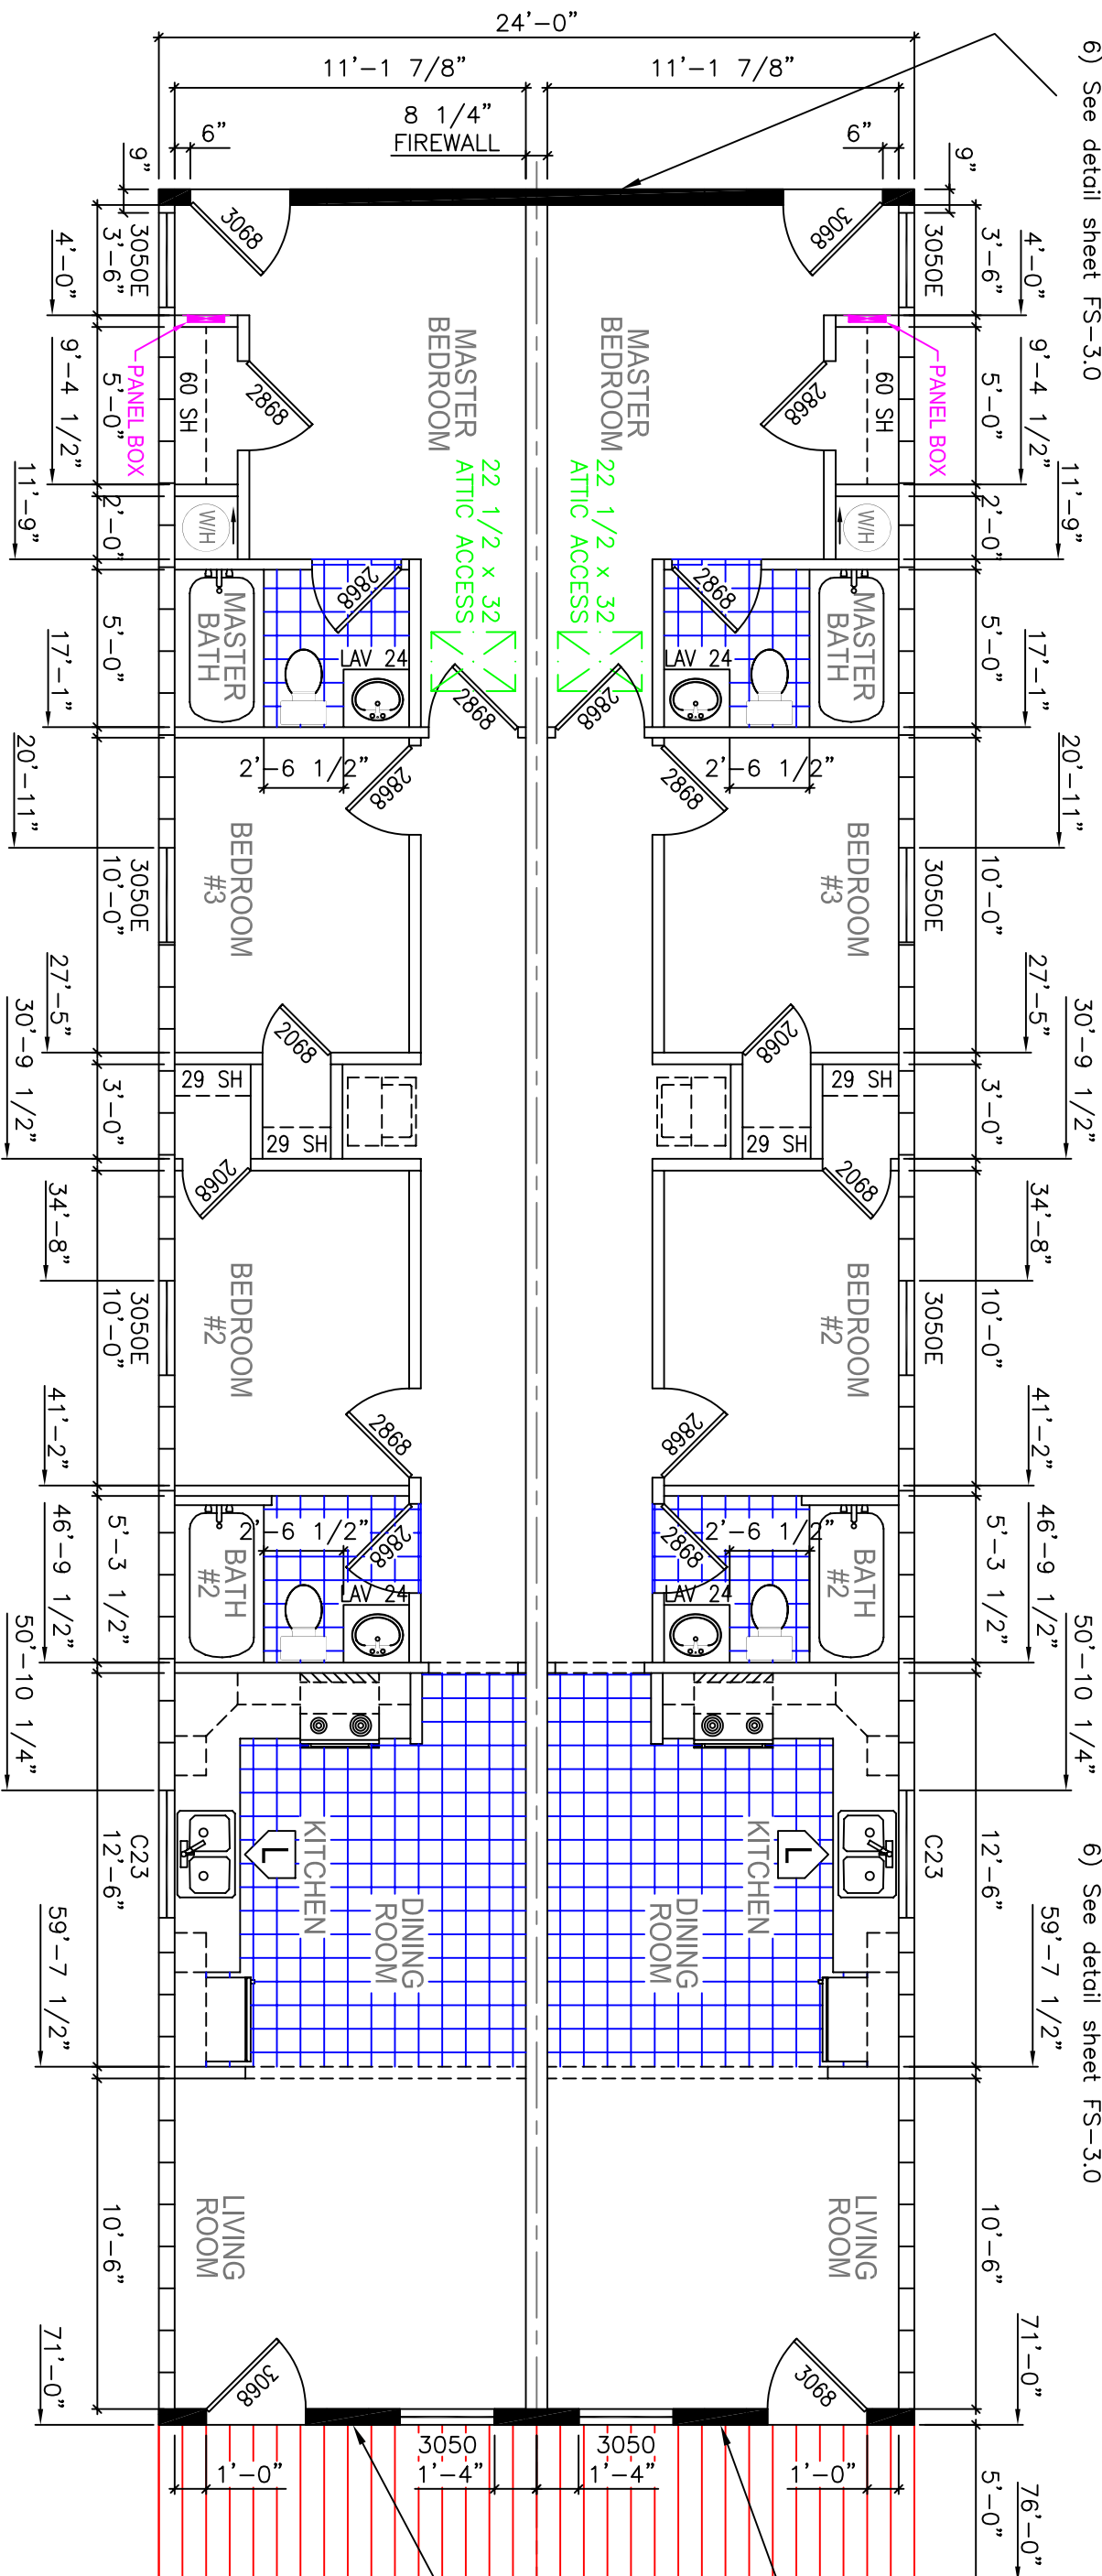 24'-0"
11'-1 7/8"
11'-1 7/8"
8 1/4"
FIREWALL
6"
6"
6) See detail sheet FS-3.0
9"
3050E
3'-6"
4'-0"
9'-4 1/2"
5'-0"
11'-9"
2'-0"
5'-0"
17'-1"
20'-11"
3050E
10'-0"
27'-5"
30'-9 1/2"
3'-0"
34'-8"
3050E
10'-0"
41'-2"
46'-9 1/2"
5'-3 1/2"
50'-10 1/4"
6) See detail sheet FS-3.0
C23
12'-6"
59'-7 1/2"
10'-6"
71'-0"
5'-0"
76'-0"
3068
PANEL BOX
60 SH
2868
W/H
MASTER
BEDROOM
22 1/2 x 32
ATTIC ACCESS
MASTER
BATH
2868
LAV 24
2868
2'-6 1/2"
2868
BEDROOM
#3
2068
29 SH
29 SH
2068
BEDROOM
#2
2868
2868
2'-6 1/2"
BATH
#2
LAV 24
L
KITCHEN
DINING
ROOM
LIVING
ROOM
3068
3050
1'-4"
1'-0"
3068
MASTER
BEDROOM
22 1/2 x 32
ATTIC ACCESS
2868
60 SH
PANEL BOX
W/H
MASTER
BATH
2868
LAV 24
2868
2'-6 1/2"
2868
BEDROOM
#3
2068
29 SH
29 SH
2068
BEDROOM
#2
2868
2868
2'-6 1/2"
BATH
#2
LAV 24
L
KITCHEN
DINING
ROOM
LIVING
ROOM
3068
3050
1'-4"
1'-0"
9"
3050E
3'-6"
4'-0"
5'-0"
9'-4 1/2"
2'-0"
11'-9"
5'-0"
17'-1"
20'-11"
3050E
10'-0"
27'-5"
30'-9 1/2"
3'-0"
34'-8"
3050E
10'-0"
41'-2"
46'-9 1/2"
5'-3 1/2"
50'-10 1/4"
C23
12'-6"
59'-7 1/2"
10'-6"
71'-0"